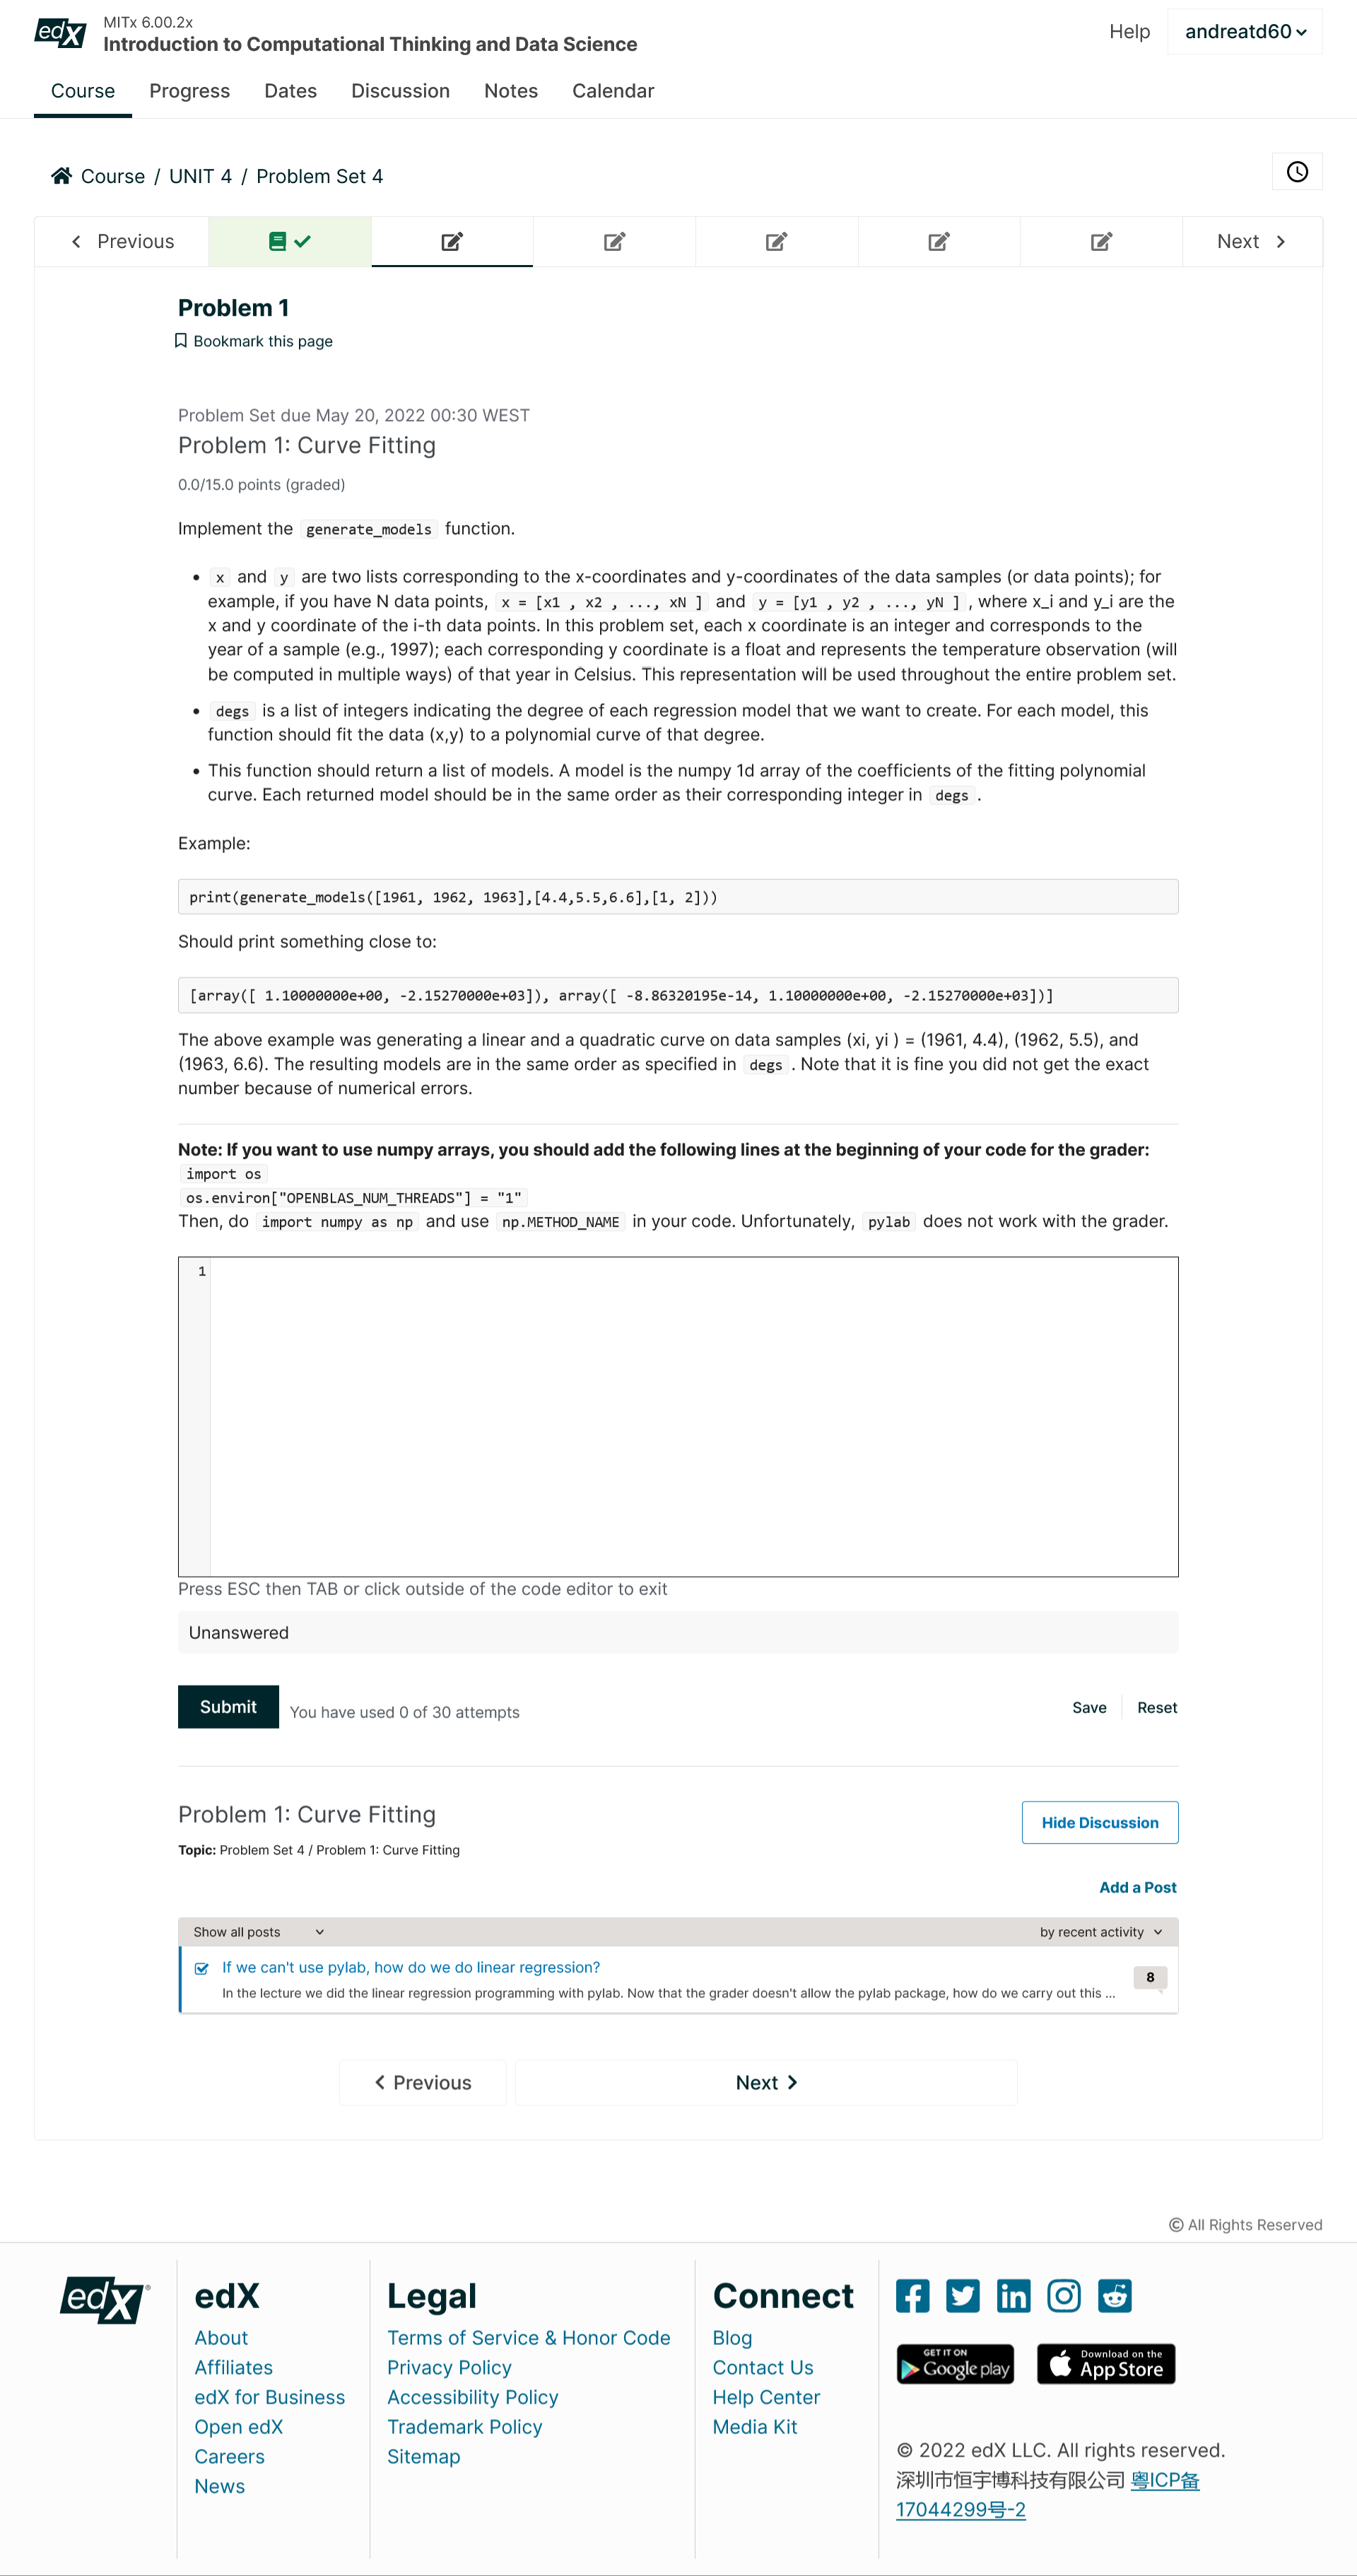 edX
MITx 6.00.2x
Introduction to Computational Thinking and Data Science
Help
andreatd60
Course Progress Dates Discussion Notes Calendar
Course / UNIT 4 / Problem Set 4
Previous
Next
Problem 1
Bookmark this page
Problem Set due May 20, 2022 00:30 WEST
Problem 1: Curve Fitting
0.0/15.0 points (graded)
Implement the generate_models function.
• x and y are two lists corresponding to the x-coordinates and y-coordinates of the data samples (or data points); for
example, if you have N data points, x = [x1 , x2 , ..., xN ] and y = [y1 , y2 , ..., yN ] , where x_i and y_i are the
x and y coordinate of the i-th data points. In this problem set, each x coordinate is an integer and corresponds to the
year of a sample (e.g., 1997); each corresponding y coordinate is a float and represents the temperature observation (will
be computed in multiple ways) of that year in Celsius. This representation will be used throughout the entire problem set.
• degs is a list of integers indicating the degree of each regression model that we want to create. For each model, this
function should fit the data (x,y) to a polynomial curve of that degree.
• This function should return a list of models. A model is the numpy 1d array of the coefficients of the fitting polynomial
curve. Each returned model should be in the same order as their corresponding integer in degs .
Example:
print(generate_models([1961, 1962, 1963],[4.4,5.5,6.6],[1, 2]))
Should print something close to:
[array([ 1.10000000e+00, -2.15270000e+03]), array([ -8.86320195e-14, 1.10000000e+00, -2.15270000e+03])]
The above example was generating a linear and a quadratic curve on data samples (xi, yi ) = (1961, 4.4), (1962, 5.5), and
(1963, 6.6). The resulting models are in the same order as specified in degs . Note that it is fine you did not get the exact
number because of numerical errors.
Note: If you want to use numpy arrays, you should add the following lines at the beginning of your code for the grader:
import os
os.environ["OPENBLAS_NUM_THREADS"] = "1"
Then, do import numpy as np and use np.METHOD_NAME in your code. Unfortunately, pylab does not work with the grader.
1
Press ESC then TAB or click outside of the code editor to exit
Unanswered
Submit
You have used 0 of 30 attempts
Save
Reset
Problem 1: Curve Fitting
Hide Discussion
Topic: Problem Set 4 / Problem 1: Curve Fitting
Add a Post
Show all posts
by recent activity
If we can't use pylab, how do we do linear regression?
8
In the lecture we did the linear regression programming with pylab. Now that the grader doesn't allow the pylab package, how do we carry out this ...
Previous
Next
© All Rights Reserved
edX®
edX
About
Affiliates
edX for Business
Open edX
Careers
News
Legal
Terms of Service & Honor Code
Privacy Policy
Accessibility Policy
Trademark Policy
Sitemap
Connect
Blog
Contact Us
Help Center
Media Kit
GET IT ON
Google play
Download on the
App Store
© 2022 edX LLC. All rights reserved.
深圳市恒宇博科技有限公司 粤ICP备
17044299号-2